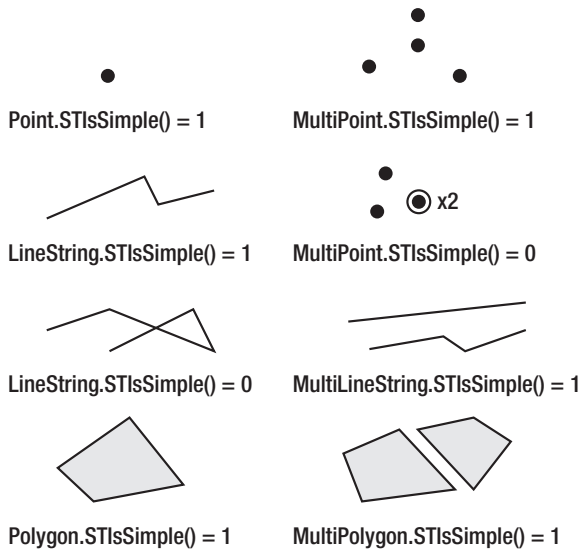 Point.STIsSimple() = 1
MultiPoint.STIsSimple() = 1
x2
LineString.STIsSimple() = 1
MultiPoint.STIsSimple() = 0
LineString.STIsSimple() = 0
MultiLineString.STIsSimple() = 1
Polygon.STIsSimple() = 1
MultiPolygon.STIsSimple() = 1